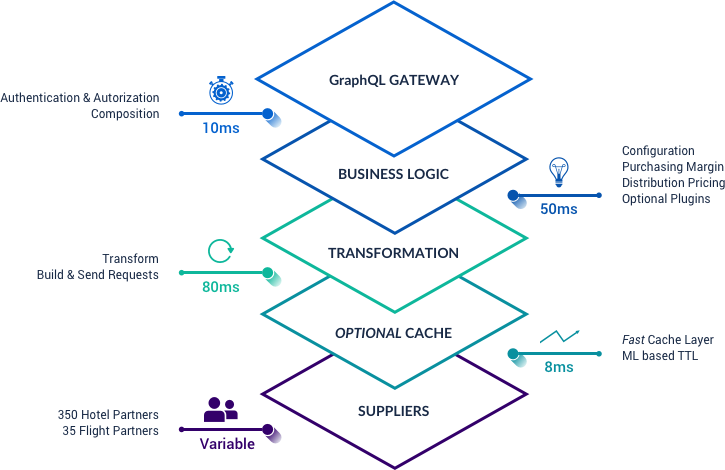 GraphQL GATEWAY
Authentication & Autorization
Composition
10ms
BUSINESS LOGIC
Configuration
Purchasing Margin
Distribution Pricing
Optional Plugins
50ms
TRANSFORMATION
Transform
Build & Send Requests
80ms
OPTIONAL CACHE
Fast Cache Layer
ML based TTL
8ms
SUPPLIERS
350 Hotel Partners
35 Flight Partners
Variable